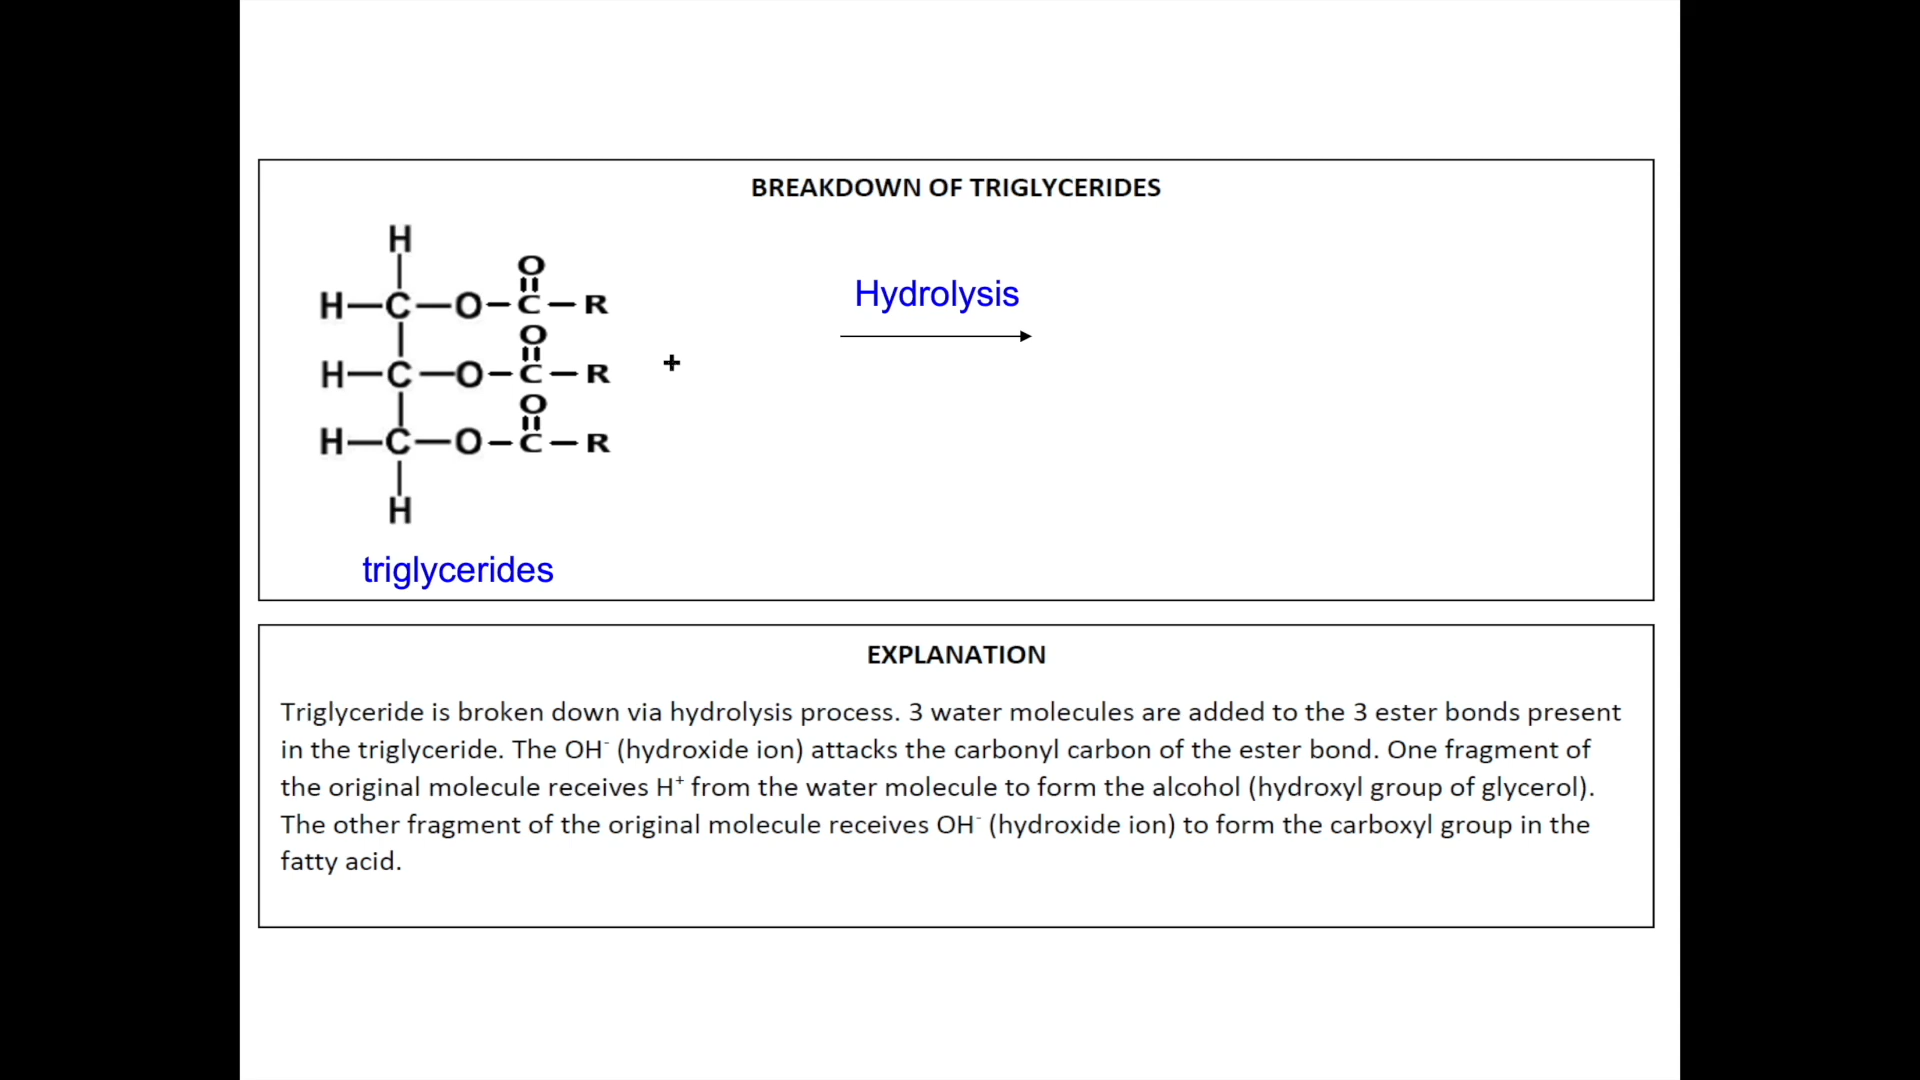 BREAKDOWN OF TRIGLYCERIDES
H
O
H—C—O—C—R
O
H—C—O—C—R
O
H—C—O—C—R
H
+
Hydrolysis
triglycerides
EXPLANATION
Triglyceride is broken down via hydrolysis process. 3 water molecules are added to the 3 ester bonds present
in the triglyceride. The OH⁻ (hydroxide ion) attacks the carbonyl carbon of the ester bond. One fragment of
the original molecule receives H⁺ from the water molecule to form the alcohol (hydroxyl group of glycerol).
The other fragment of the original molecule receives OH⁻ (hydroxide ion) to form the carboxyl group in the
fatty acid.